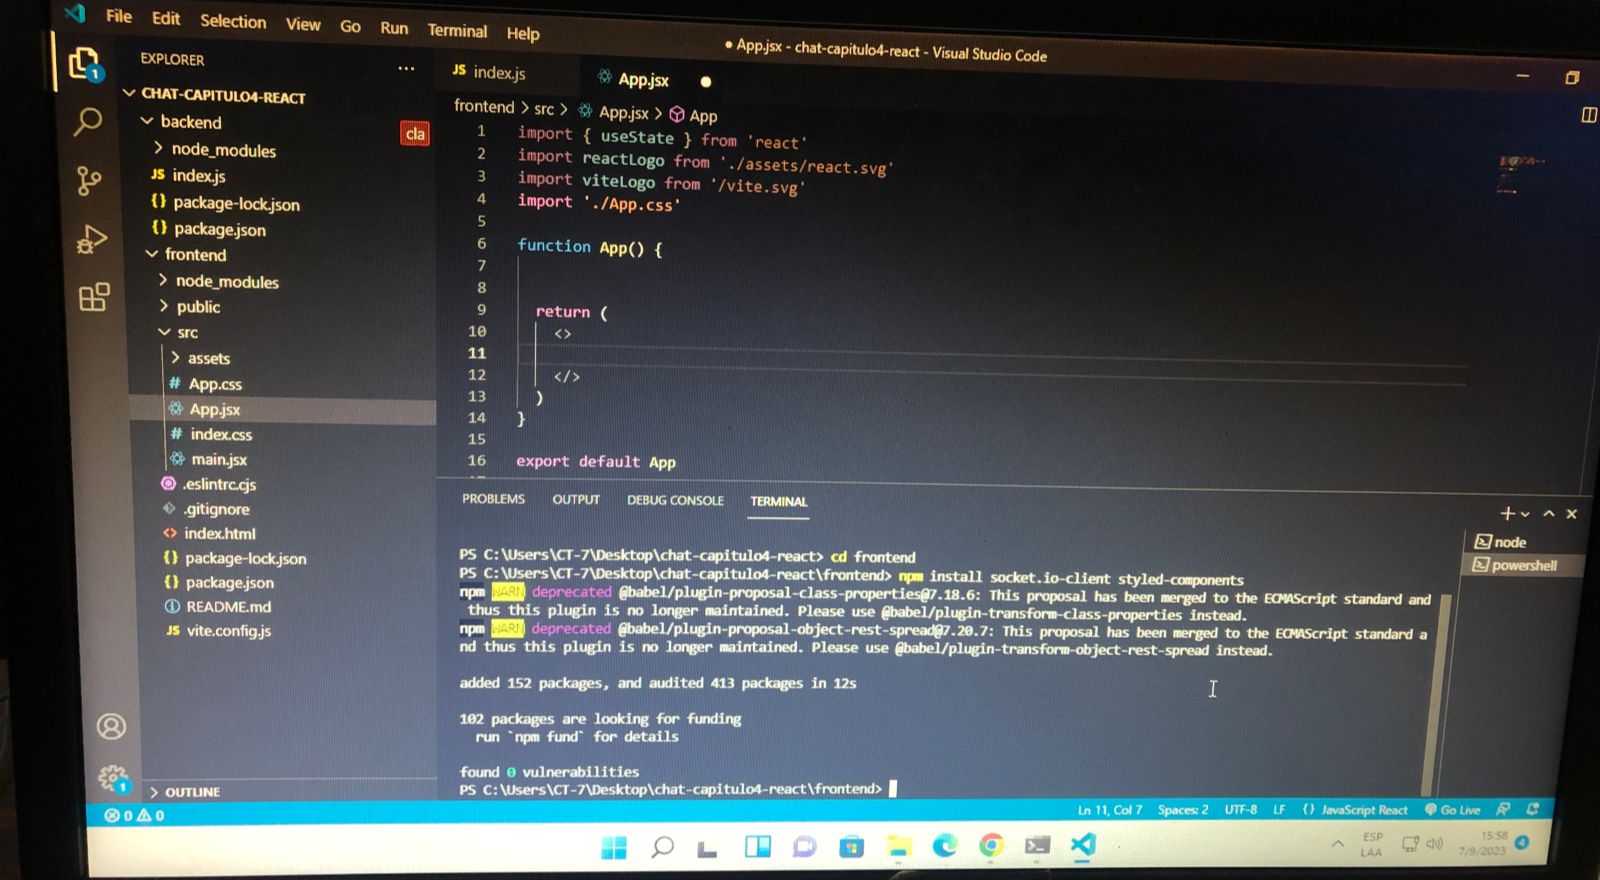 File Edit Selection View Go Run Terminal Help
● App.jsx - chat-capitulo4-react - Visual Studio Code
EXPLORER
...
1
CHAT-CAPITULO4-REACT
backend
node_modules
JS index.js
{} package-lock.json
{} package.json
frontend
node_modules
public
src
assets
# App.css
App.jsx
# index.css
main.jsx
.eslintrc.cjs
.gitignore
<> index.html
{} package-lock.json
{} package.json
README.md
JS vite.config.js
OUTLINE
1
cla
JS index.js
App.jsx ●
frontend > src > App.jsx > App
1 import { useState } from 'react'
2 import reactLogo from './assets/react.svg'
3 import viteLogo from '/vite.svg'
4 import './App.css'
5
6 function App() {
7
8
9 return (
10 <>
11
12 </>
13 )
14 }
15
16 export default App
PROBLEMS OUTPUT DEBUG CONSOLE TERMINAL
node
powershell
PS C:\Users\CT-7\Desktop\chat-capitulo4-react> cd frontend
PS C:\Users\CT-7\Desktop\chat-capitulo4-react\frontend> npm install socket.io-client styled-components
npm WARN deprecated @babel/plugin-proposal-class-properties@7.18.6: This proposal has been merged to the ECMAScript standard and
thus this plugin is no longer maintained. Please use @babel/plugin-transform-class-properties instead.
npm WARN deprecated @babel/plugin-proposal-object-rest-spread@7.20.7: This proposal has been merged to the ECMAScript standard a
nd thus this plugin is no longer maintained. Please use @babel/plugin-transform-object-rest-spread instead.
added 152 packages, and audited 413 packages in 12s
102 packages are looking for funding
run `npm fund` for details
found 0 vulnerabilities
PS C:\Users\CT-7\Desktop\chat-capitulo4-react\frontend>
0 0
Ln 11, Col 7 Spaces: 2 UTF-8 LF {} JavaScript React Go Live
ESP
LAA
15:58
7/9/2023
4